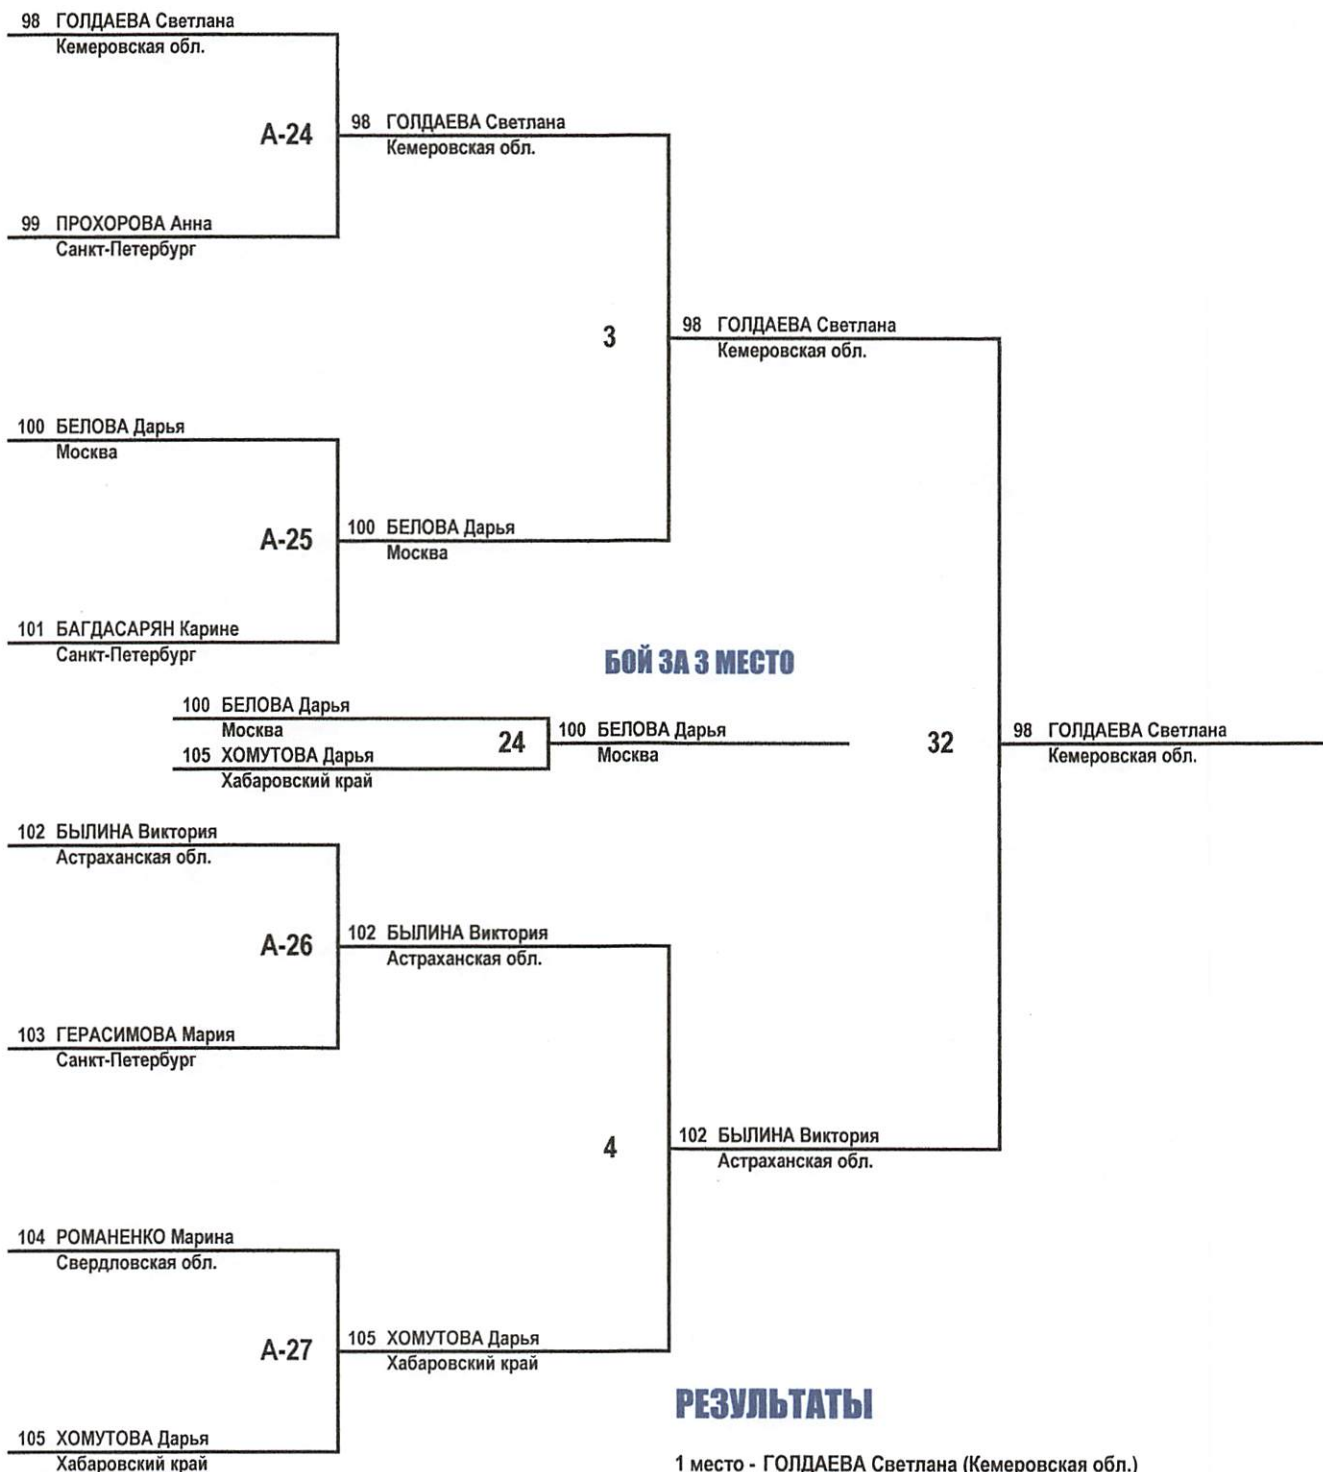 98 ГОЛДАЕВА Светлана
Кемеровская обл.
А-24
98 ГОЛДАЕВА Светлана
Кемеровская обл.
99 ПРОХОРОВА Анна
Санкт-Петербург
3
98 ГОЛДАЕВА Светлана
Кемеровская обл.
100 БЕЛОВА Дарья
Москва
А-25
100 БЕЛОВА Дарья
Москва
101 БАГДАСАРЯН Карине
Санкт-Петербург
БОЙ ЗА 3 МЕСТО
100 БЕЛОВА Дарья
Москва
24
100 БЕЛОВА Дарья
Москва
105 ХОМУТОВА Дарья
Хабаровский край
32
98 ГОЛДАЕВА Светлана
Кемеровская обл.
102 БЫЛИНА Виктория
Астраханская обл.
А-26
102 БЫЛИНА Виктория
Астраханская обл.
103 ГЕРАСИМОВА Мария
Санкт-Петербург
4
102 БЫЛИНА Виктория
Астраханская обл.
104 РОМАНЕНКО Марина
Свердловская обл.
А-27
105 ХОМУТОВА Дарья
Хабаровский край
105 ХОМУТОВА Дарья
Хабаровский край
РЕЗУЛЬТАТЫ
1 место - ГОЛДАЕВА Светлана (Кемеровская обл.)